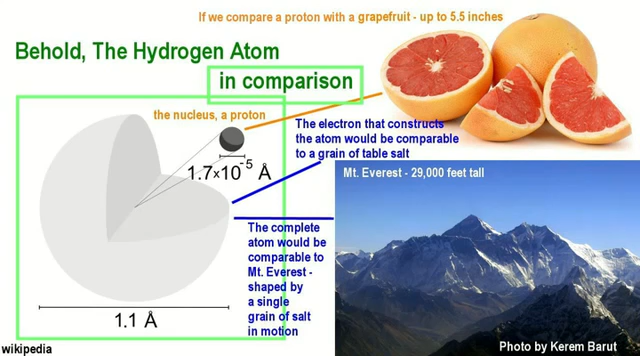 If we compare a proton with a grapefruit - up to 5.5 inches
Behold, The Hydrogen Atom
in comparison
the nucleus, a proton
The electron that constructs
the atom would be comparable
to a grain of table salt
1.7×10⁻⁵ Å
Mt. Everest - 29,000 feet tall
The complete
atom would be
comparable to
Mt. Everest -
shaped by
a single
grain of salt
in motion
1.1 Å
wikipedia
Photo by Kerem Barut